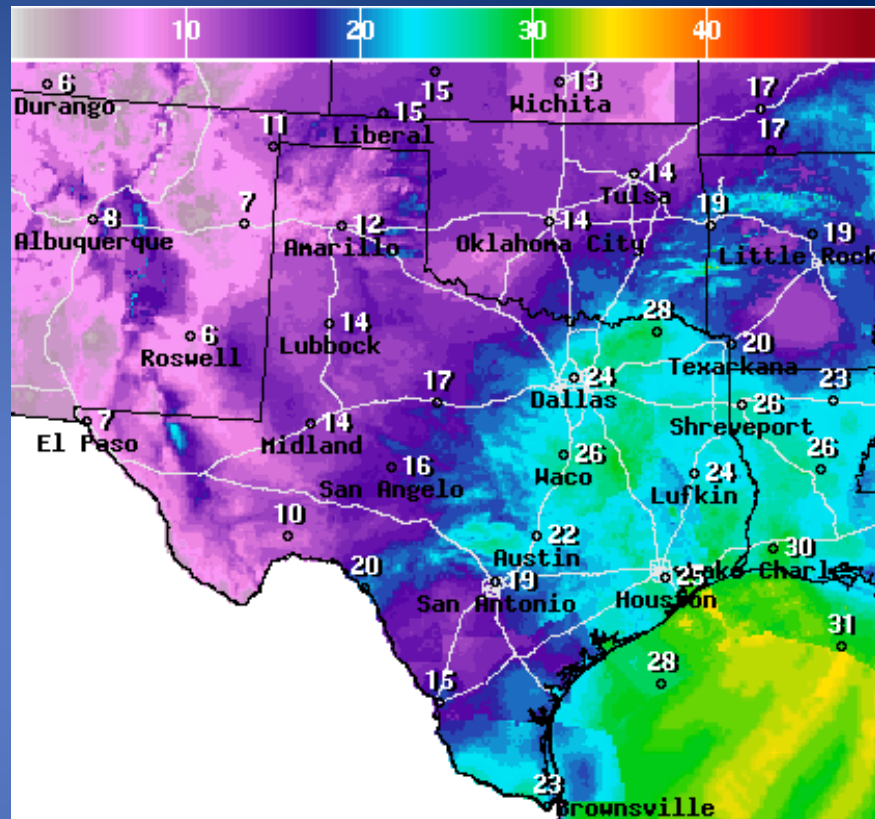 10 20 30 40
6 15 13 17
Durango 15 Wichita
Liberal 17
11
14
Tulsa
8 7 12 14 19 19
Albuquerque Amarillo Oklahoma City Little Rock
6 14 28
Roswell Lubbock 20
Texarkana
24
17 Dallas 26 23
7 14 Shreveport
El Paso Midland 26
16 Waco 24 26
San Angelo Lufkin
10 22 30
Austin
20 19 25 Lake Charles
San Antonio Houston
31
28
15
23
Brownsville